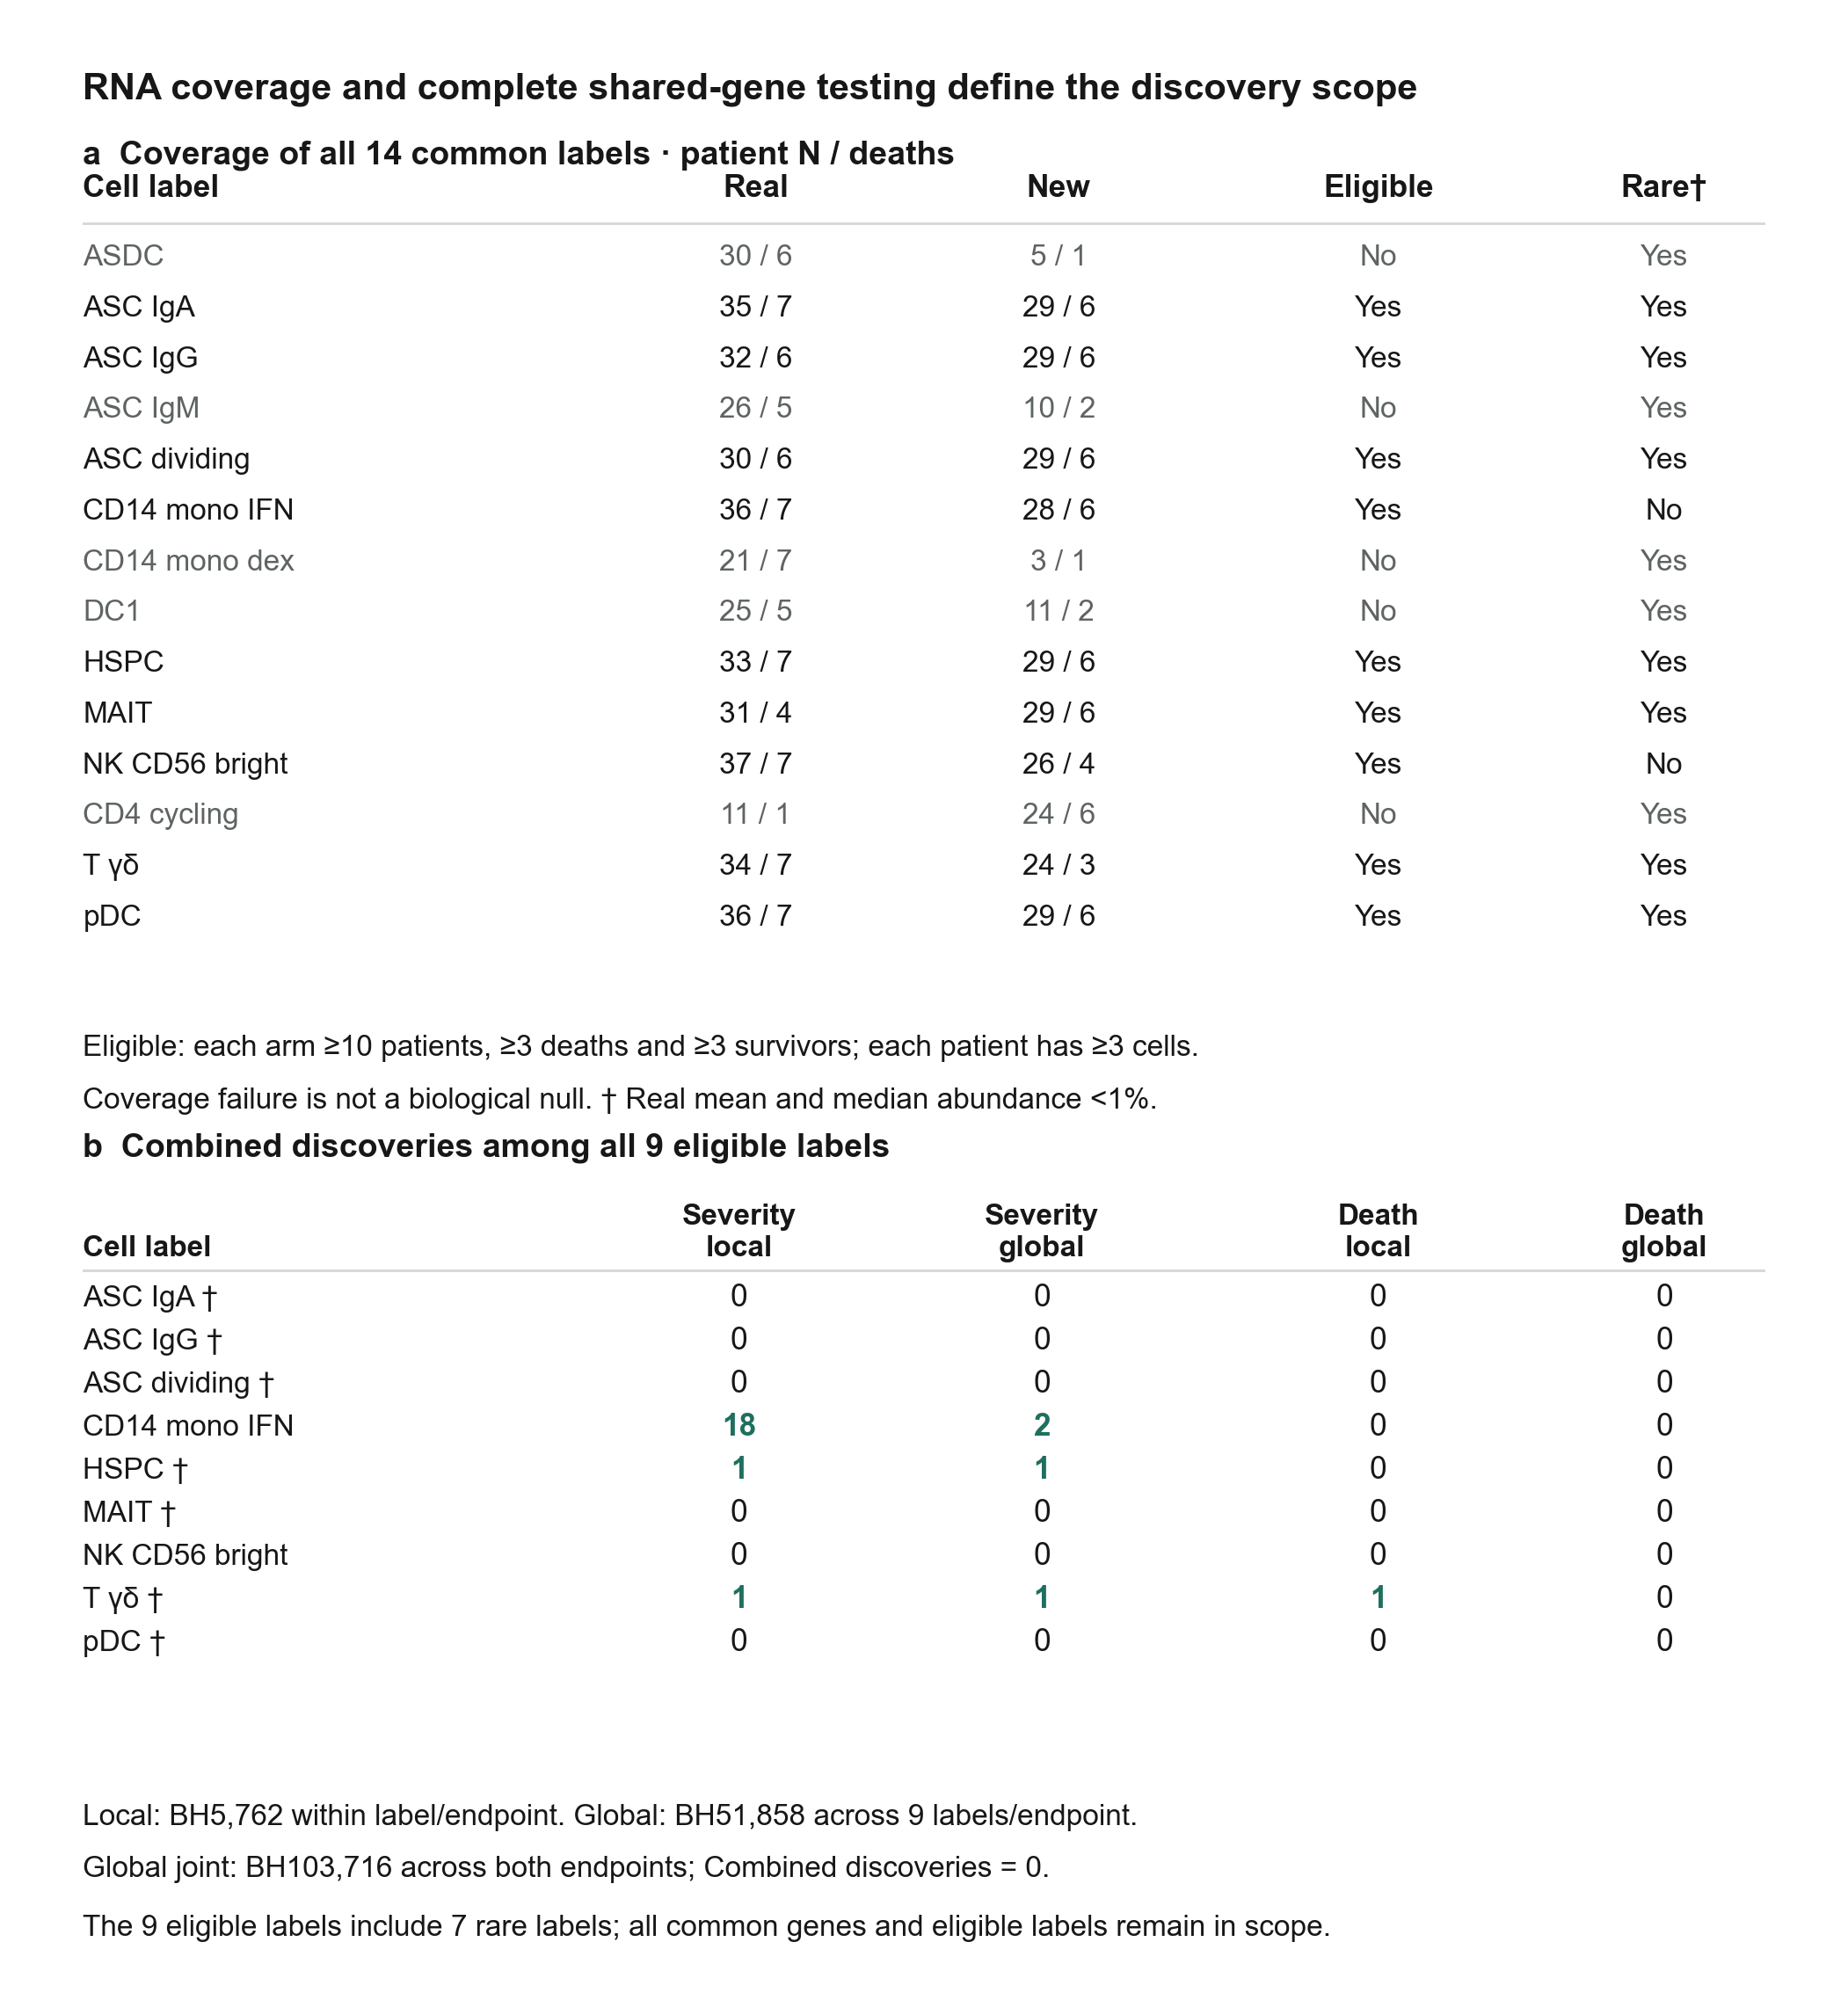 RNA coverage and complete shared-gene testing define the discovery scope
a Coverage of all 14 common labels · patient N / deaths
Cell label Real New Eligible Rare†
ASDC 30 / 6 5 / 1 No Yes
ASC IgA 35 / 7 29 / 6 Yes Yes
ASC IgG 32 / 6 29 / 6 Yes Yes
ASC IgM 26 / 5 10 / 2 No Yes
ASC dividing 30 / 6 29 / 6 Yes Yes
CD14 mono IFN 36 / 7 28 / 6 Yes No
CD14 mono dex 21 / 7 3 / 1 No Yes
DC1 25 / 5 11 / 2 No Yes
HSPC 33 / 7 29 / 6 Yes Yes
MAIT 31 / 4 29 / 6 Yes Yes
NK CD56 bright 37 / 7 26 / 4 Yes No
CD4 cycling 11 / 1 24 / 6 No Yes
T γδ 34 / 7 24 / 3 Yes Yes
pDC 36 / 7 29 / 6 Yes Yes
Eligible: each arm ≥10 patients, ≥3 deaths and ≥3 survivors; each patient has ≥3 cells.
Coverage failure is not a biological null. † Real mean and median abundance <1%.
b Combined discoveries among all 9 eligible labels
Severity Severity Death Death
Cell label local global local global
ASC IgA † 0 0 0 0
ASC IgG † 0 0 0 0
ASC dividing † 0 0 0 0
CD14 mono IFN 18 2 0 0
HSPC † 1 1 0 0
MAIT † 0 0 0 0
NK CD56 bright 0 0 0 0
T γδ † 1 1 1 0
pDC † 0 0 0 0
Local: BH5,762 within label/endpoint. Global: BH51,858 across 9 labels/endpoint.
Global joint: BH103,716 across both endpoints; Combined discoveries = 0.
The 9 eligible labels include 7 rare labels; all common genes and eligible labels remain in scope.